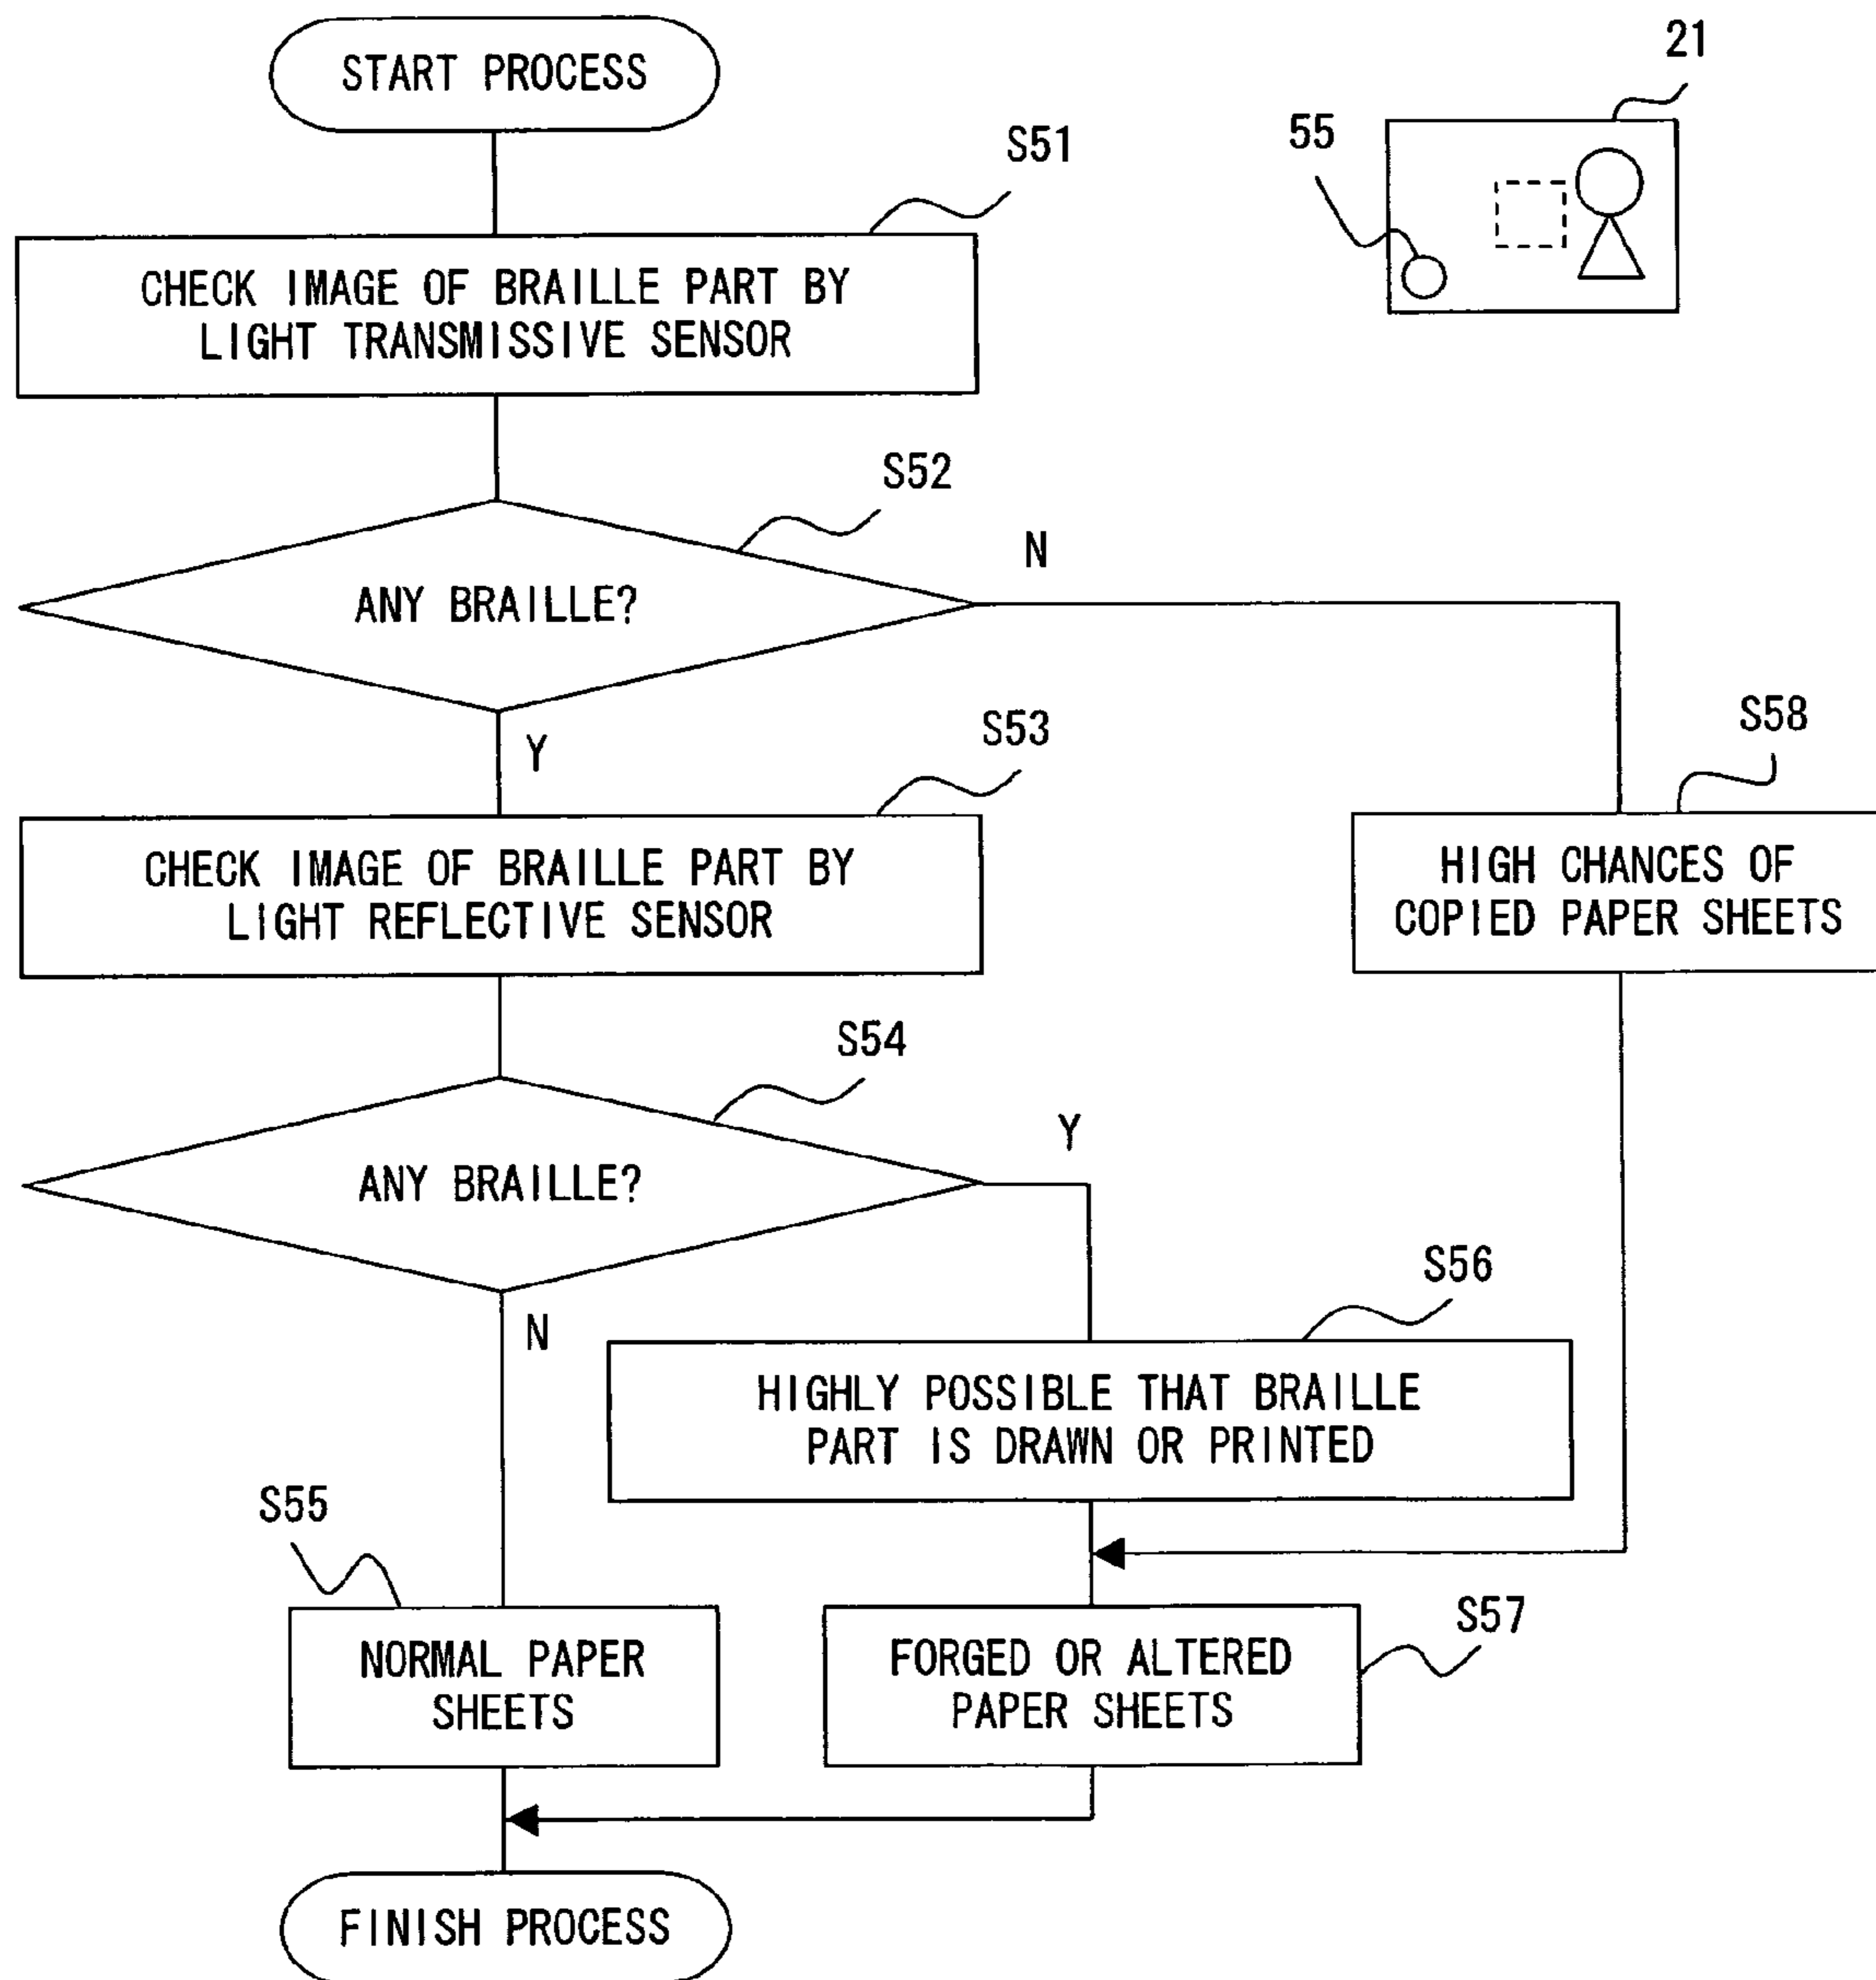 START PROCESS
21
55
S51
CHECK IMAGE OF BRAILLE PART BY
LIGHT TRANSMISSIVE SENSOR
S52
ANY BRAILLE?
N
Y
S53
CHECK IMAGE OF BRAILLE PART BY
LIGHT REFLECTIVE SENSOR
S58
HIGH CHANCES OF
COPIED PAPER SHEETS
S54
ANY BRAILLE?
Y
N
S56
HIGHLY POSSIBLE THAT BRAILLE
PART IS DRAWN OR PRINTED
S55
NORMAL PAPER
SHEETS
S57
FORGED OR ALTERED
PAPER SHEETS
FINISH PROCESS